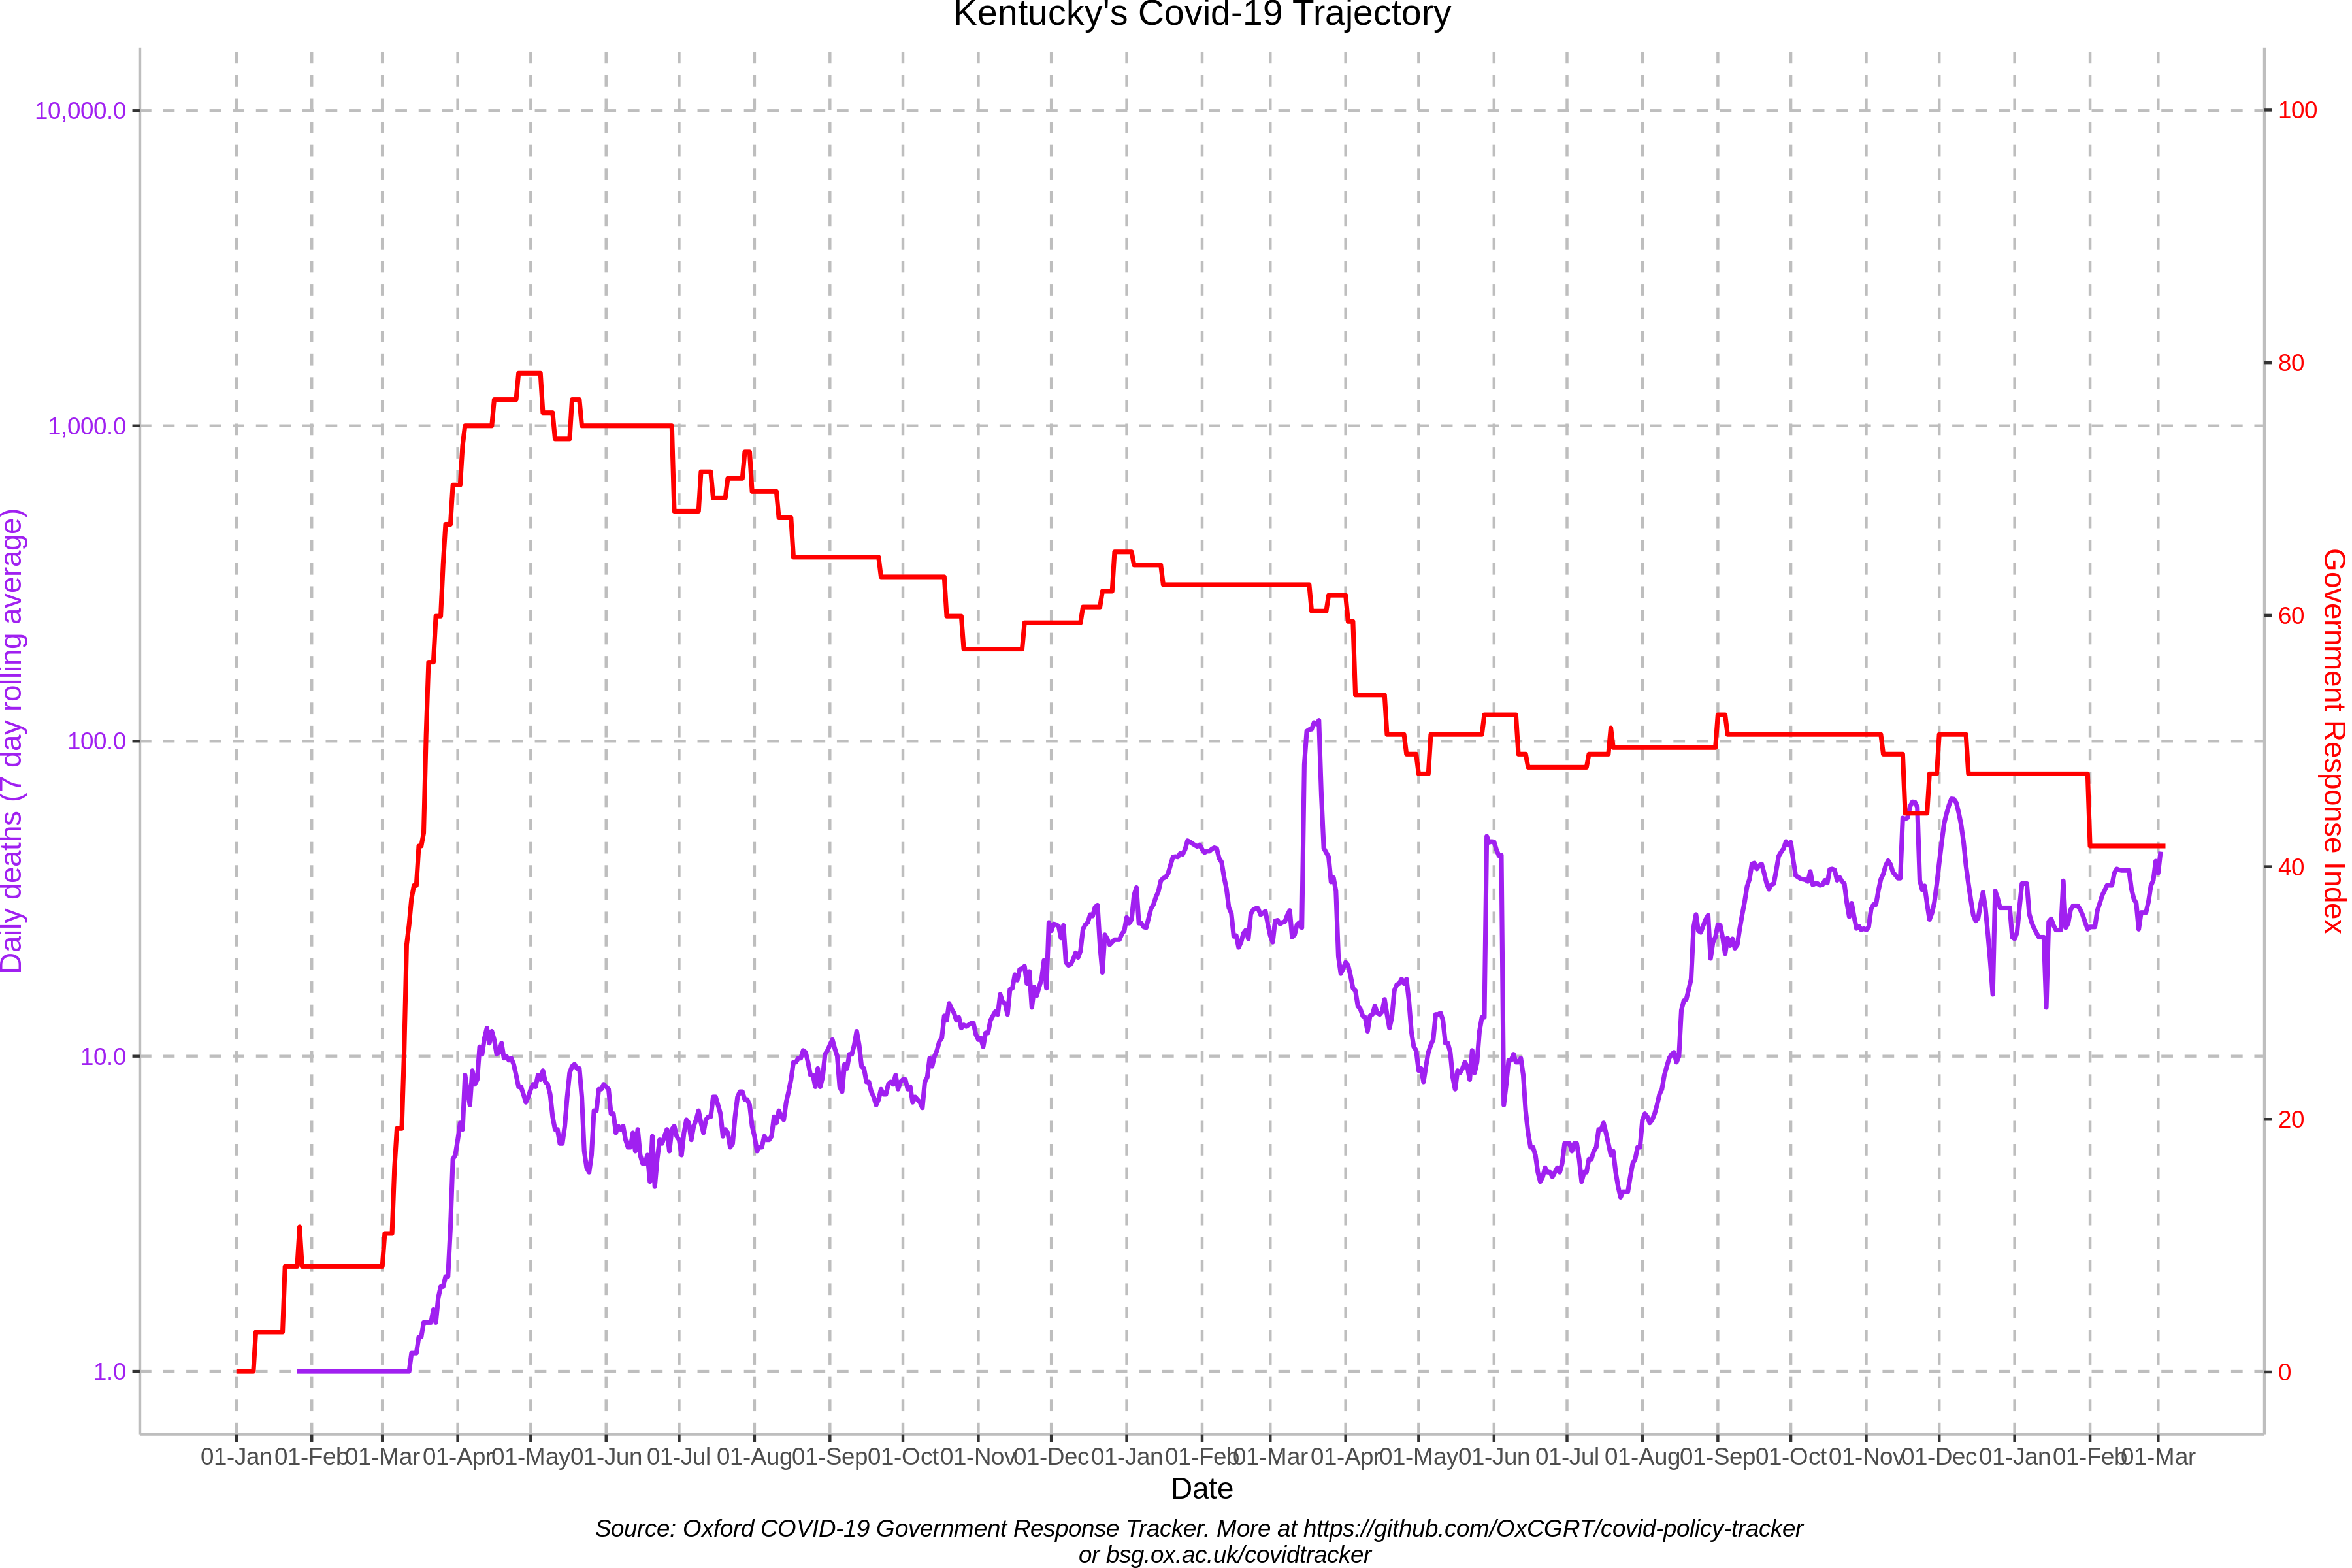 Kentucky's Covid-19 Trajectory
Daily deaths (7 day rolling average)
10,000.0
1,000.0
100.0
10.0
1.0
Government Response Index
100
80
60
40
20
0
01-Jan 01-Feb 01-Mar 01-Apr 01-May 01-Jun 01-Jul 01-Aug 01-Sep 01-Oct 01-Nov 01-Dec 01-Jan 01-Feb 01-Mar 01-Apr 01-May 01-Jun 01-Jul 01-Aug 01-Sep 01-Oct 01-Nov 01-Dec 01-Jan 01-Feb 01-Mar
Date
Source: Oxford COVID-19 Government Response Tracker. More at https://github.com/OxCGRT/covid-policy-tracker
or bsg.ox.ac.uk/covidtracker